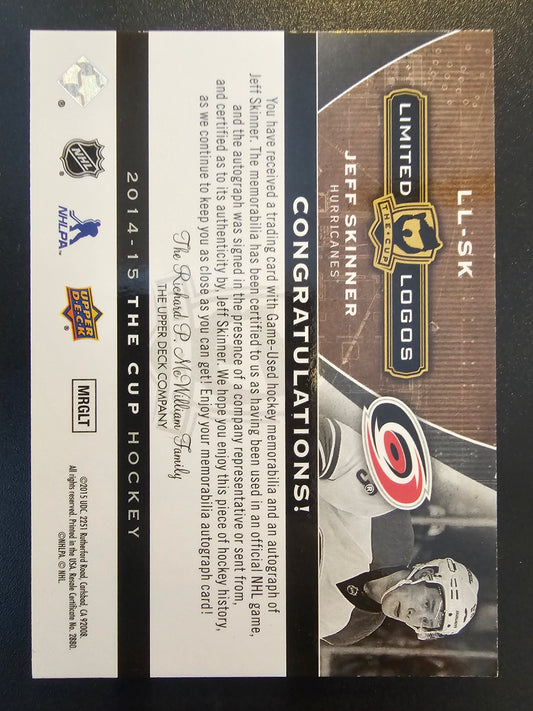 LL-SK
LIMITED LOGOS
THE • CUP
JEFF SKINNER
HURRICANES
CONGRATULATIONS!
You have received a trading card with Game-Used hockey memorabilia and an autograph of
Jeff Skinner. The memorabilia has been certified to us as having been used in an official NHL game,
and the autograph was signed in the presence of a company representative or sent from,
and certified as to its authenticity by, Jeff Skinner. We hope you enjoy this piece of hockey history,
as we continue to keep you as close as you can get! Enjoy your memorabilia autograph card!
The Richard P. McWilliam Family
THE UPPER DECK COMPANY
2014-15 THE CUP HOCKEY
®
NHL
NHLPA
UPPER DECK
®
MRGLT
©2015 UDC. 2251 Rutherford Road, Carlsbad, CA 92008.
All rights reserved. Printed in the USA. Resale Certificate No. 2880.
©NHLPA. © NHL.